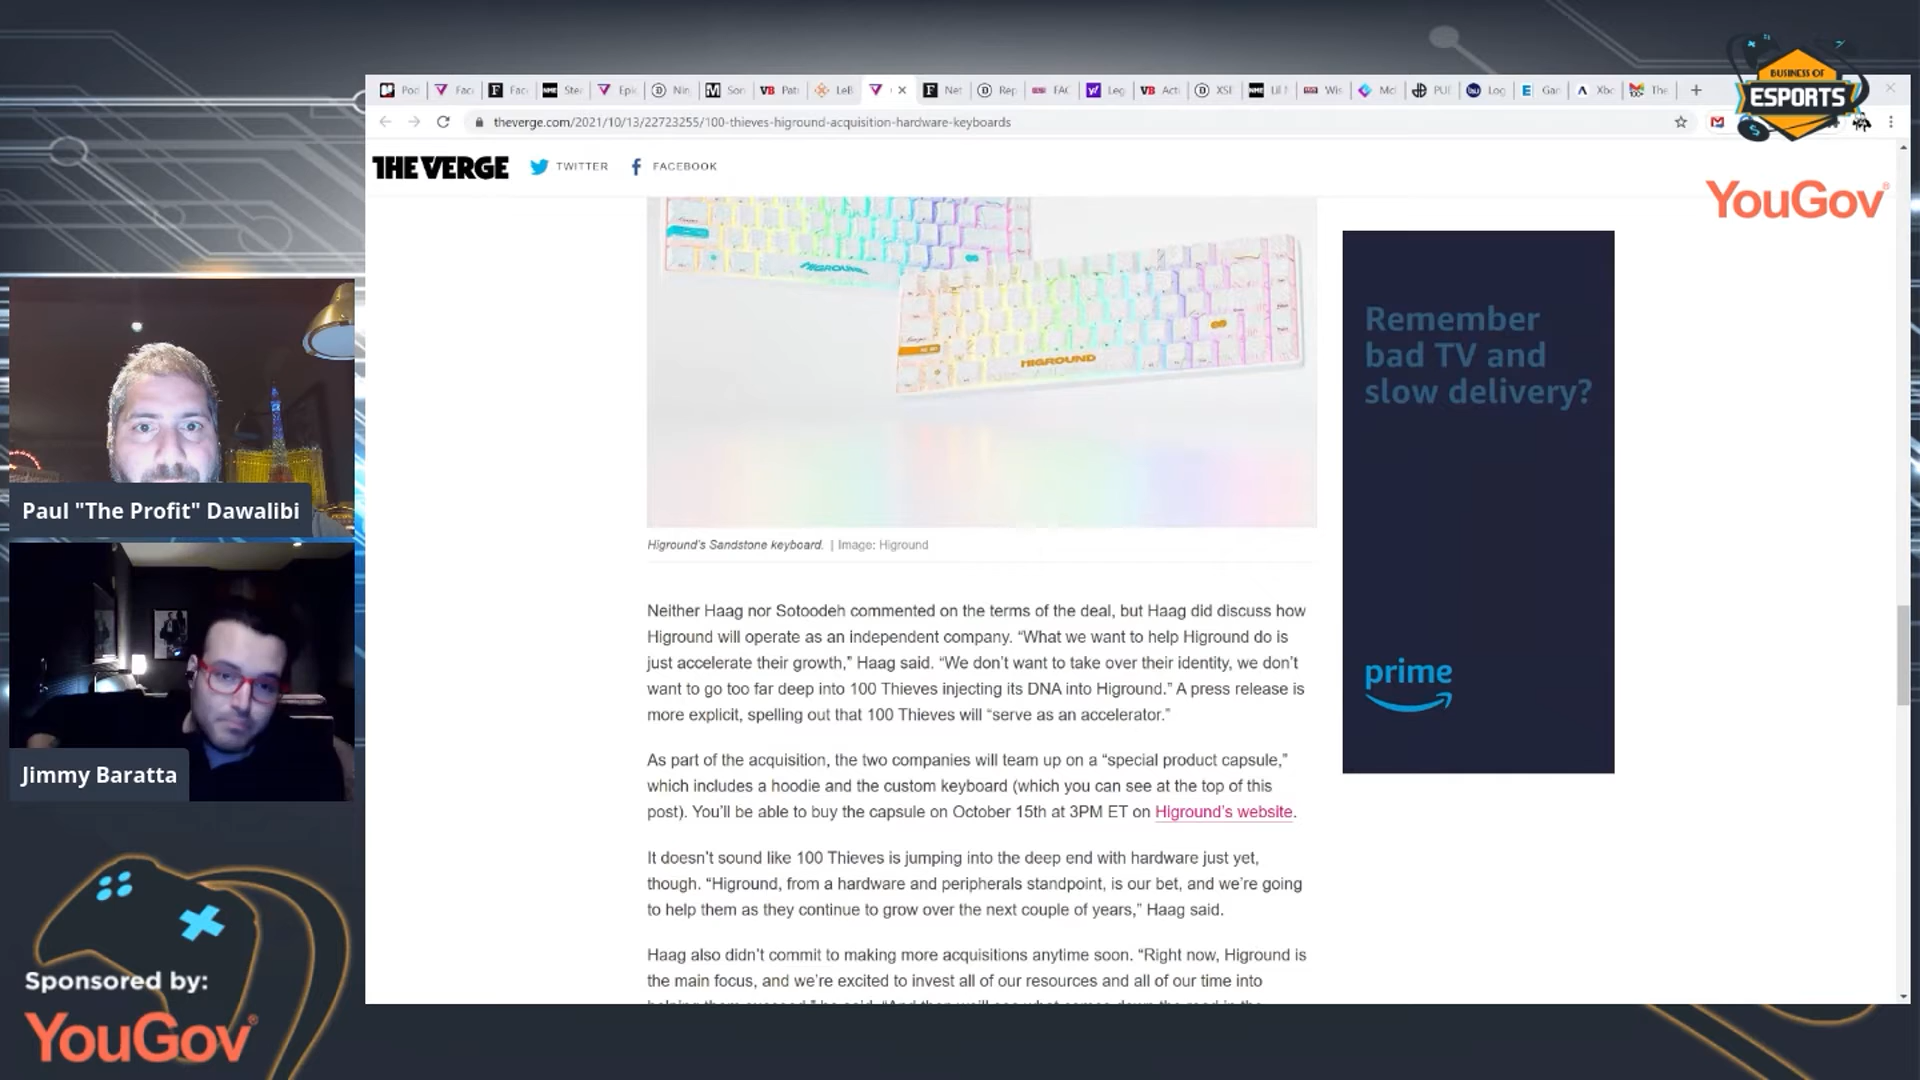 BUSINESS OF
ESPORTS
theverge.com/2021/10/13/22723255/100-thieves-higround-acquisition-hardware-keyboards
THE VERGE
TWITTER
FACEBOOK
YouGov
HIGROUND
HIGROUND
Remember
bad TV and
slow delivery?
prime
Higround's Sandstone keyboard. | Image: Higround
Neither Haag nor Sotoodeh commented on the terms of the deal, but Haag did discuss how
Higround will operate as an independent company. “What we want to help Higround do is
just accelerate their growth,” Haag said. “We don’t want to take over their identity, we don’t
want to go too far deep into 100 Thieves injecting its DNA into Higround.” A press release is
more explicit, spelling out that 100 Thieves will “serve as an accelerator.”
As part of the acquisition, the two companies will team up on a “special product capsule,”
which includes a hoodie and the custom keyboard (which you can see at the top of this
post). You’ll be able to buy the capsule on October 15th at 3PM ET on Higround’s website.
It doesn’t sound like 100 Thieves is jumping into the deep end with hardware just yet,
though. “Higround, from a hardware and peripherals standpoint, is our bet, and we’re going
to help them as they continue to grow over the next couple of years,” Haag said.
Haag also didn’t commit to making more acquisitions anytime soon. “Right now, Higround is
the main focus, and we’re excited to invest all of our resources and all of our time into
Paul "The Profit" Dawalibi
Jimmy Baratta
Sponsored by:
YouGov